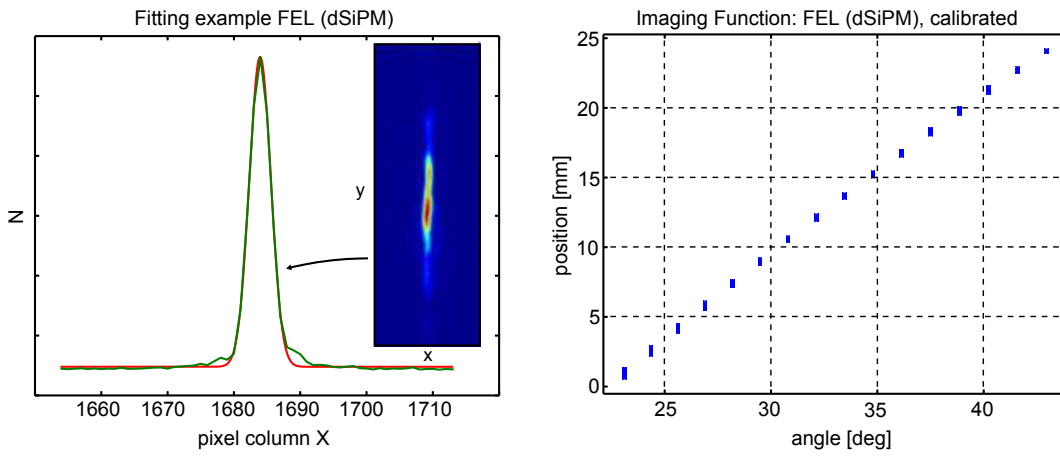 Fitting example FEL (dSiPM)
N
y
x
1660 1670 1680 1690 1700 1710
pixel column X
Imaging Function: FEL (dSiPM), calibrated
25
20
15
10
5
0
position [mm]
25 30 35 40
angle [deg]